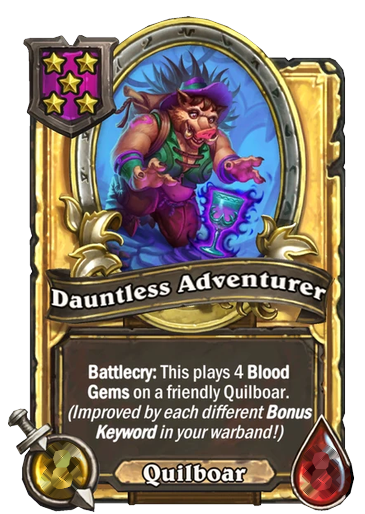 Dauntless Adventurer
Battlecry: This plays 4 Blood
Gems on a friendly Quilboar.
(Improved by each different Bonus
Keyword in your warband!)
Quilboar